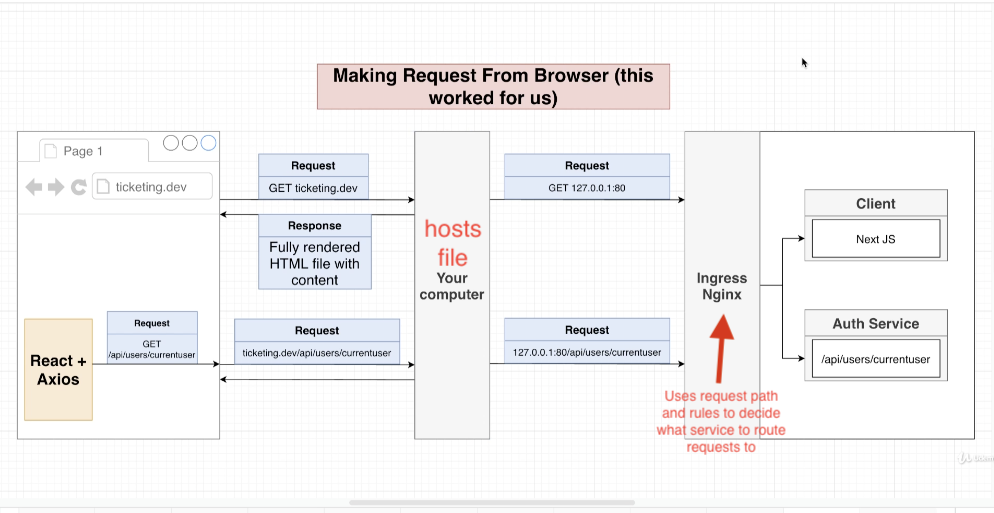 Making Request From Browser (this
worked for us)
Page 1
ticketing.dev
Request
GET ticketing.dev
Response
Fully rendered
HTML file with
content
Request
GET 127.0.0.1:80
hosts
file
Your
computer
Ingress
Nginx
Client
Next JS
Auth Service
/api/users/currentuser
React +
Axios
Request
GET
/api/users/currentuser
Request
ticketing.dev/api/users/currentuser
Request
127.0.0.1:80/api/users/currentuser
Uses request path
and rules to decide
what service to route
requests to